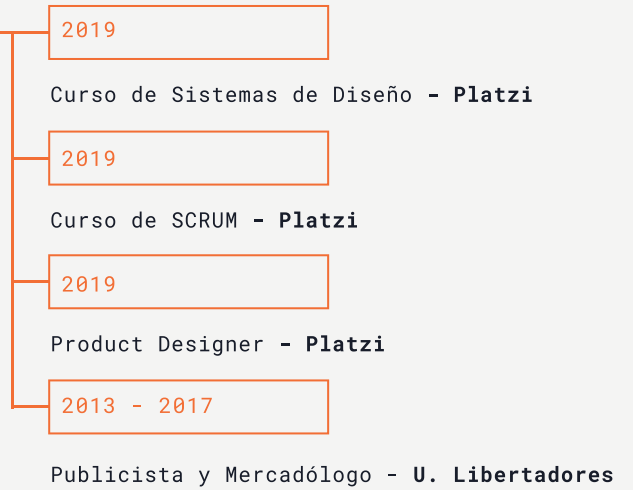 2019
Curso de Sistemas de Diseño - Platzi
2019
Curso de SCRUM - Platzi
2019
Product Designer - Platzi
2013 - 2017
Publicista y Mercadólogo - U. Libertadores